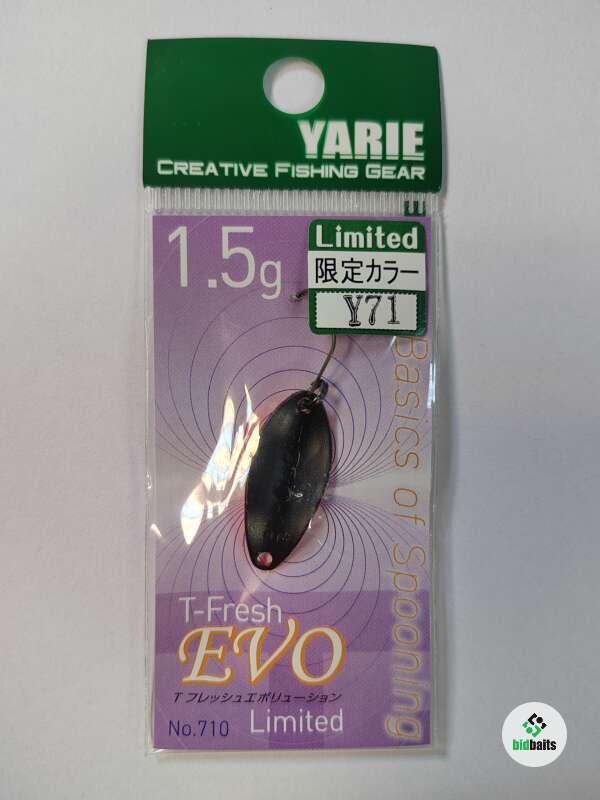 YARIE
CREATIVE FISHING GEAR
E
1.5g
Limited
限定カラー
Y71
Basics of Spooning
T-Fresh
EVO
T フレッシュエボリューション
No.710 Limited
bidbaits